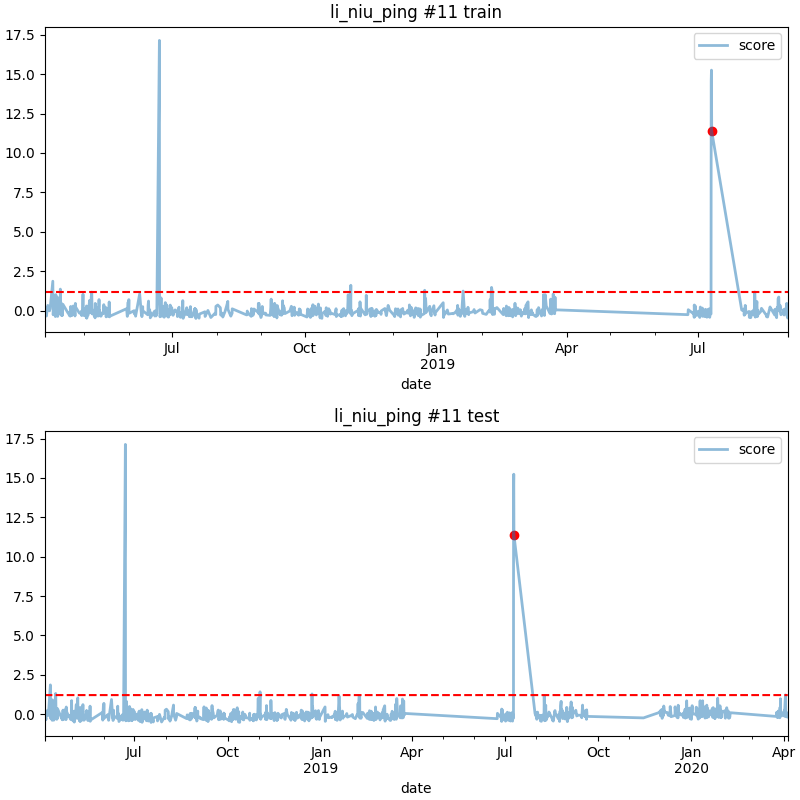 li_niu_ping #11 train
score
17.5
15.0
12.5
10.0
7.5
5.0
2.5
0.0
Jul Oct Jan Apr Jul
2019
date
li_niu_ping #11 test
score
17.5
15.0
12.5
10.0
7.5
5.0
2.5
0.0
Jul Oct Jan Apr Jul Oct Jan Apr
2019 2020
date